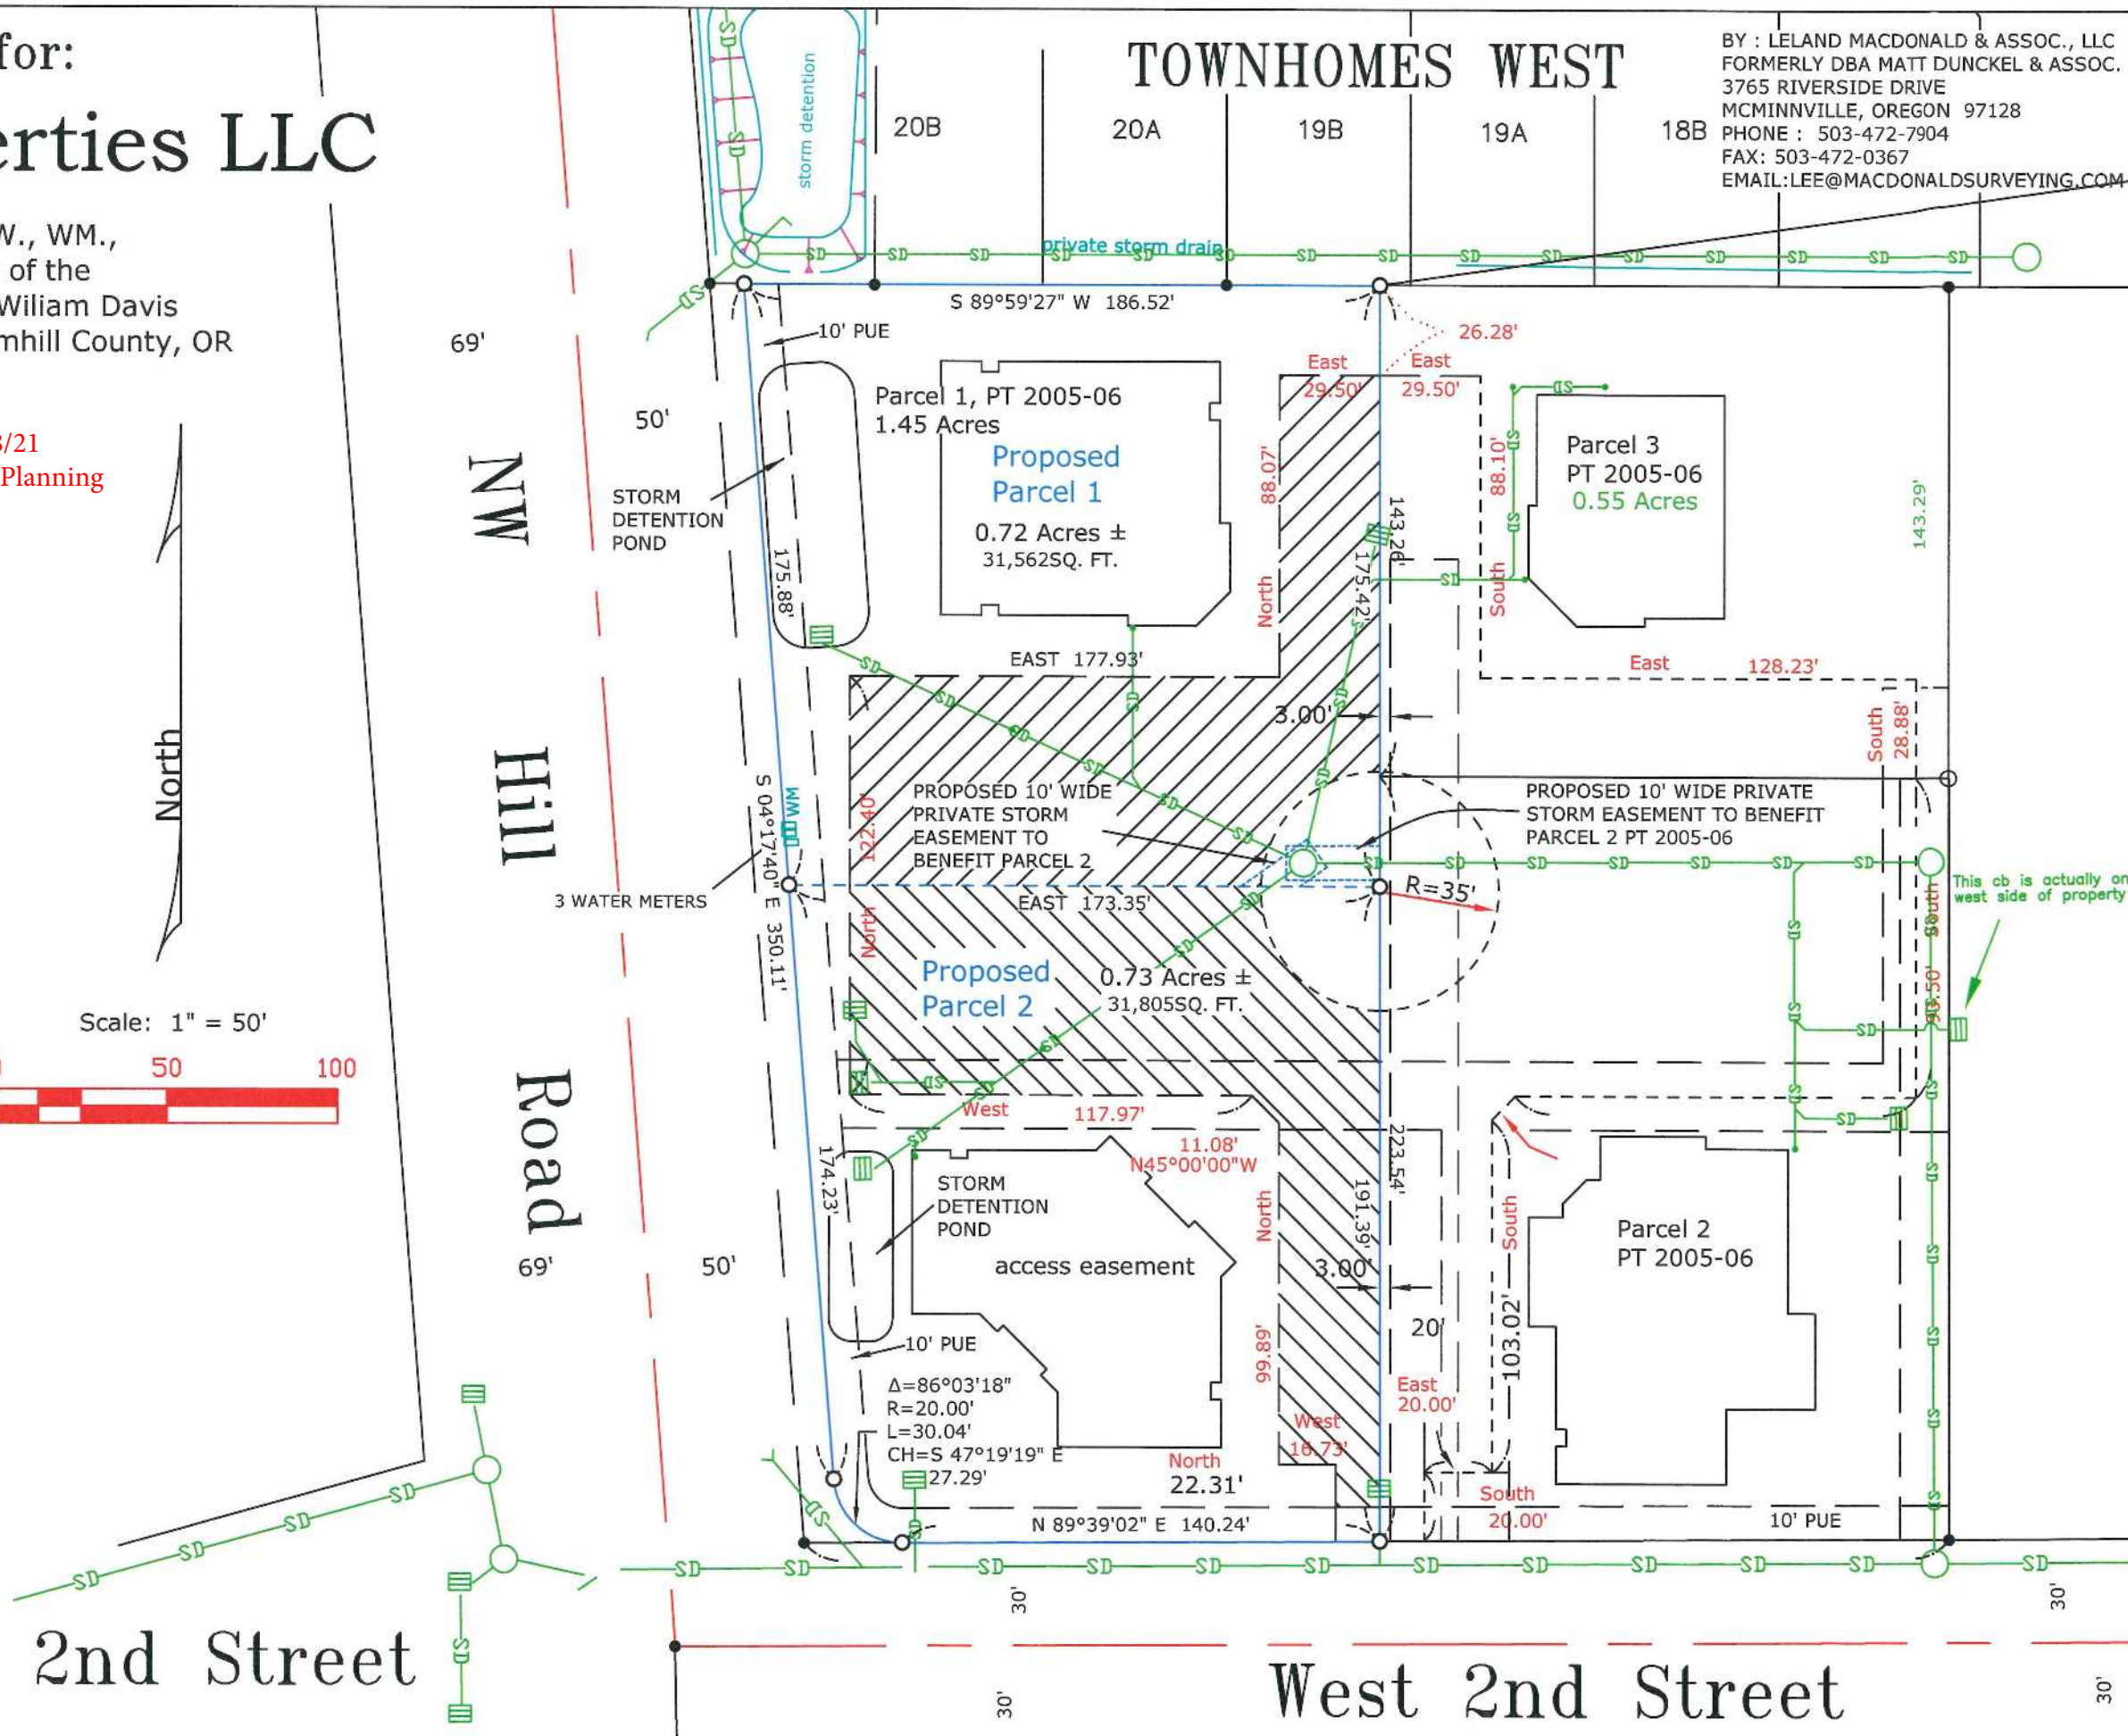 for:
erties LLC
W., WM.,
of the
Wiliam Davis
mhill County, OR
3/21
Planning
North
Scale: 1" = 50'
50
100
69'
50'
NW Hill Road
69'
50'
TOWNHOMES WEST
BY : LELAND MACDONALD & ASSOC., LLC
FORMERLY DBA MATT DUNCKEL & ASSOC.
3765 RIVERSIDE DRIVE
MCMINNVILLE, OREGON 97128
PHONE : 503-472-7904
FAX: 503-472-0367
EMAIL:LEE@MACDONALDSURVEYING.COM
storm detention
20B
20A
19B
19A
18B
private storm drain
S 89°59'27" W 186.52'
10' PUE
26.28'
East
29.50'
East
29.50'
Parcel 1, PT 2005-06
1.45 Acres
Proposed
Parcel 1
0.72 Acres ±
31,562SQ. FT.
STORM
DETENTION
POND
175.88'
88.07'
North
143.26'
175.42'
88.10'
South
Parcel 3
PT 2005-06
0.55 Acres
143.29'
EAST 177.93'
East 128.23'
3.00'
South
28.88'
PROPOSED 10' WIDE
PRIVATE STORM
EASEMENT TO
BENEFIT PARCEL 2
PROPOSED 10' WIDE PRIVATE
STORM EASEMENT TO BENEFIT
PARCEL 2 PT 2005-06
S 04°17'40" E 350.11'
WM
3 WATER METERS
122.40'
North
EAST 173.35'
R=35'
This cb is actually on
west side of property
South
Proposed
Parcel 2
0.73 Acres ±
31,805SQ. FT.
West 117.97'
11.08'
N45°00'00"W
174.23'
STORM
DETENTION
POND
access easement
North
99.89'
223.54'
191.39'
3.00'
20'
South
103.02'
Parcel 2
PT 2005-06
10' PUE
Δ=86°03'18"
R=20.00'
L=30.04'
CH=S 47°19'19" E
27.29'
North
22.31'
West
16.73'
East
20.00'
South
20.00'
N 89°39'02" E 140.24'
10' PUE
SD
30'
30'
30'
30'
2nd Street
West 2nd Street